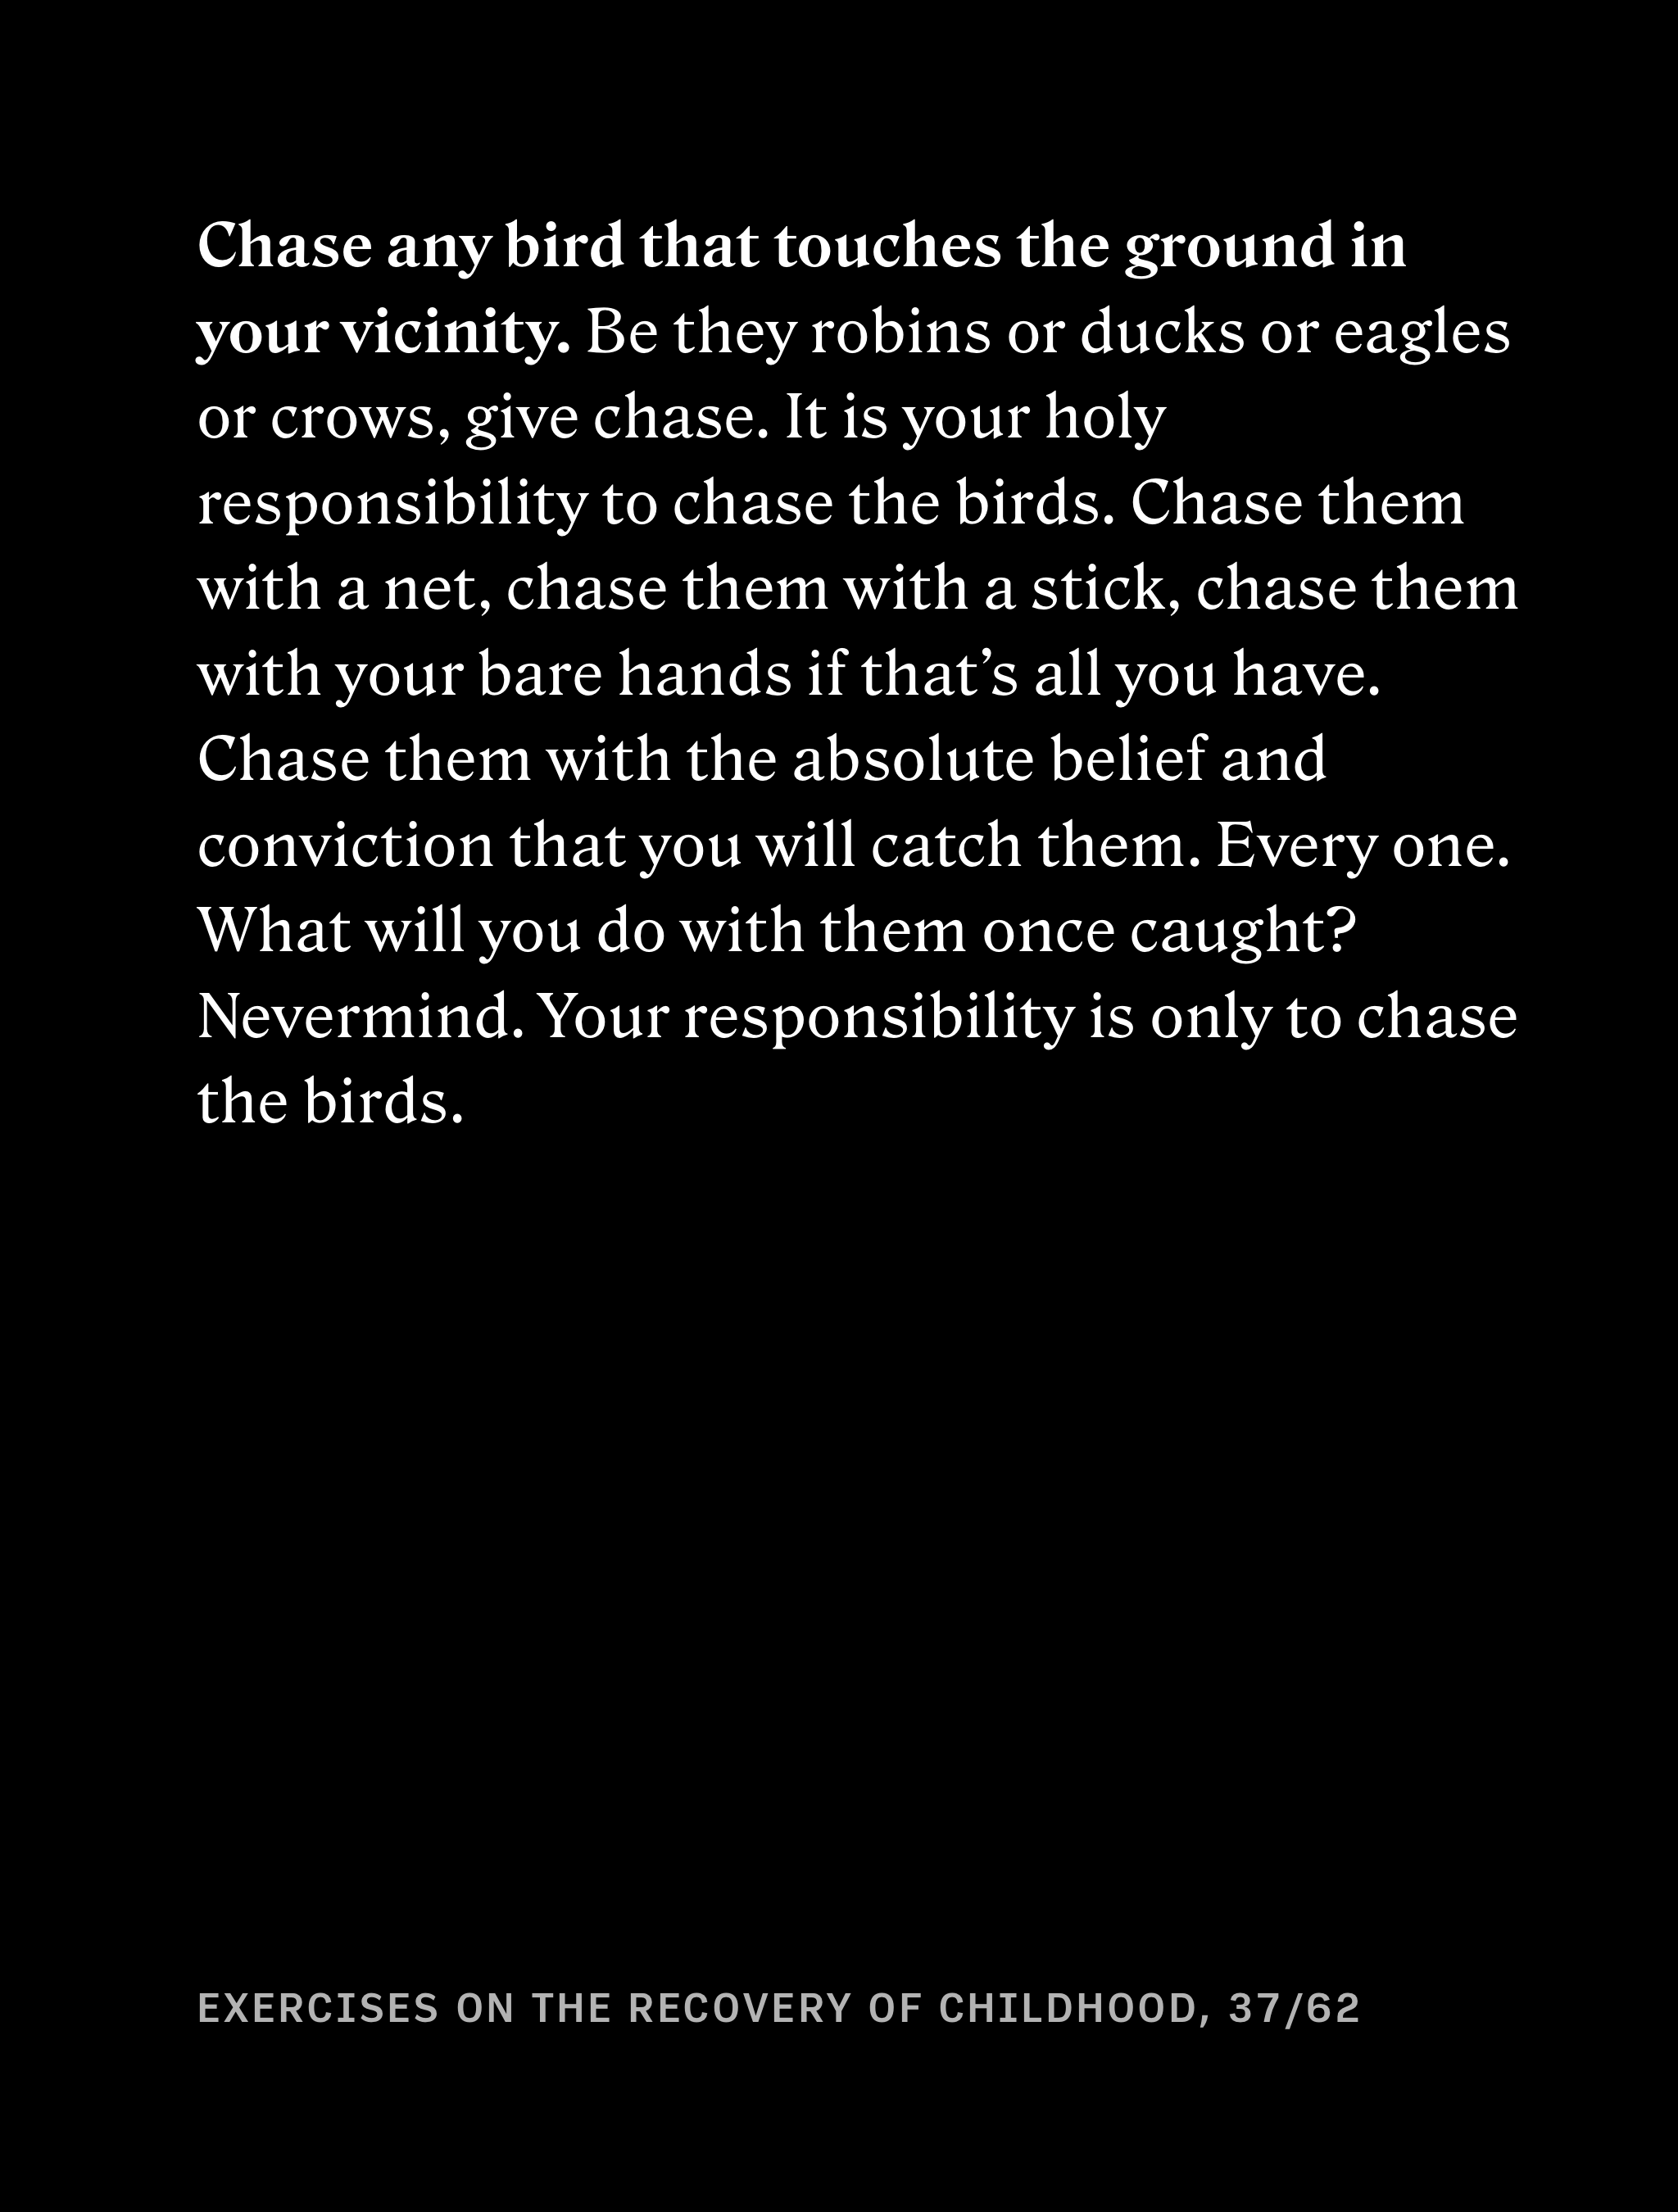 Chase any bird that touches the ground in
your vicinity. Be they robins or ducks or eagles
or crows, give chase. It is your holy
responsibility to chase the birds. Chase them
with a net, chase them with a stick, chase them
with your bare hands if that’s all you have.
Chase them with the absolute belief and
conviction that you will catch them. Every one.
What will you do with them once caught?
Nevermind. Your responsibility is only to chase
the birds.
EXERCISES ON THE RECOVERY OF CHILDHOOD, 37/62